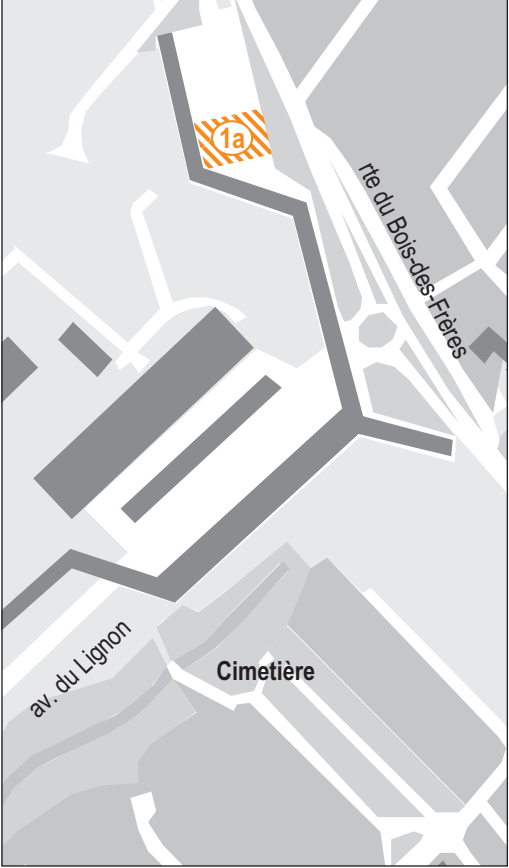 1a
rte du Bois-des-Frères
av. du Lignon
Cimetière